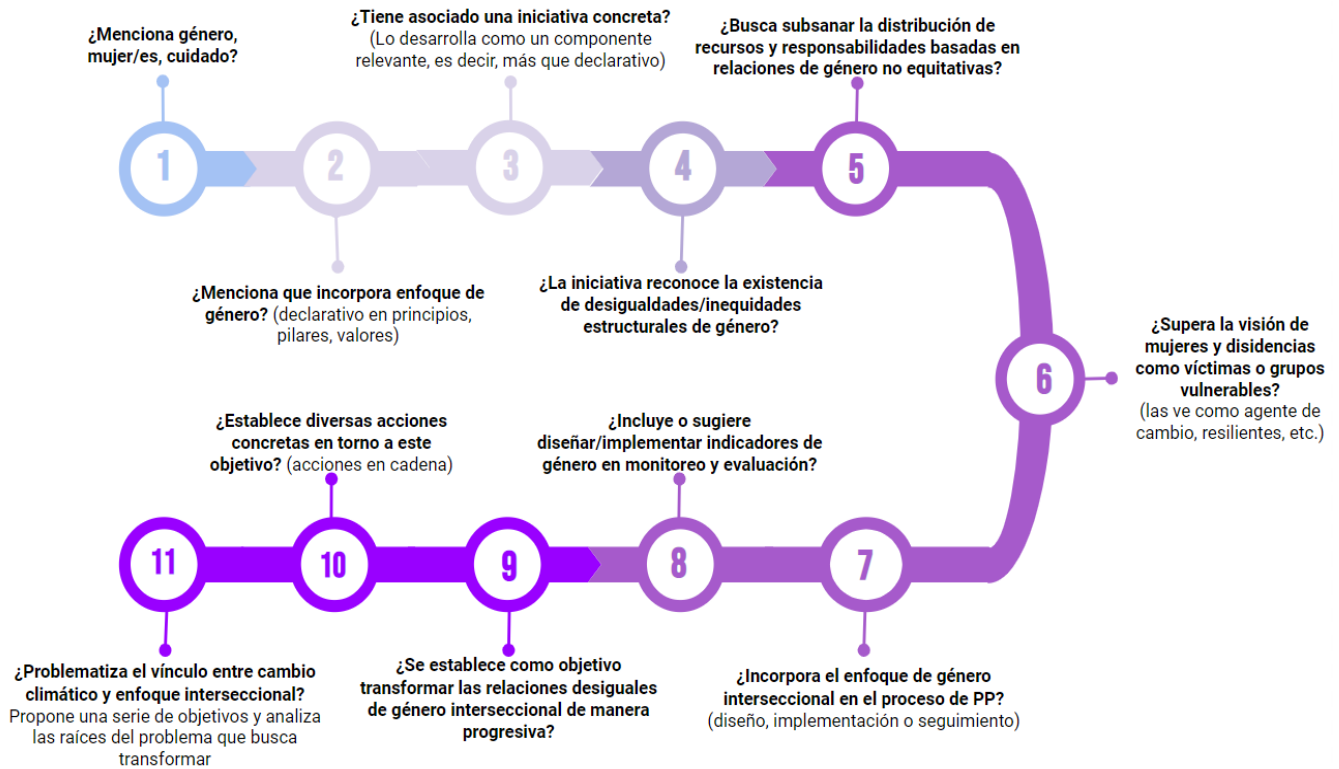 ¿Menciona género,
mujer/es, cuidado?
1
¿Menciona que incorpora enfoque de
género? (declarativo en principios,
pilares, valores)
2
¿Tiene asociado una iniciativa concreta?
(Lo desarrolla como un componente
relevante, es decir, más que declarativo)
3
¿La iniciativa reconoce la existencia
de desigualdades/inequidades
estructurales de género?
4
¿Busca subsanar la distribución de
recursos y responsabilidades basadas en
relaciones de género no equitativas?
5
¿Supera la visión de
mujeres y disidencias
como víctimas o grupos
vulnerables?
(las ve como agente de
cambio, resilientes, etc.)
6
¿Incorpora el enfoque de género
interseccional en el proceso de PP?
(diseño, implementación o seguimiento)
7
¿Incluye o sugiere
diseñar/implementar indicadores de
género en monitoreo y evaluación?
8
¿Se establece como objetivo
transformar las relaciones desiguales
de género interseccional de manera
progresiva?
9
¿Establece diversas acciones
concretas en torno a este
objetivo? (acciones en cadena)
10
¿Problematiza el vínculo entre cambio
climático y enfoque interseccional?
Propone una serie de objetivos y analiza
las raíces del problema que busca
transformar
11